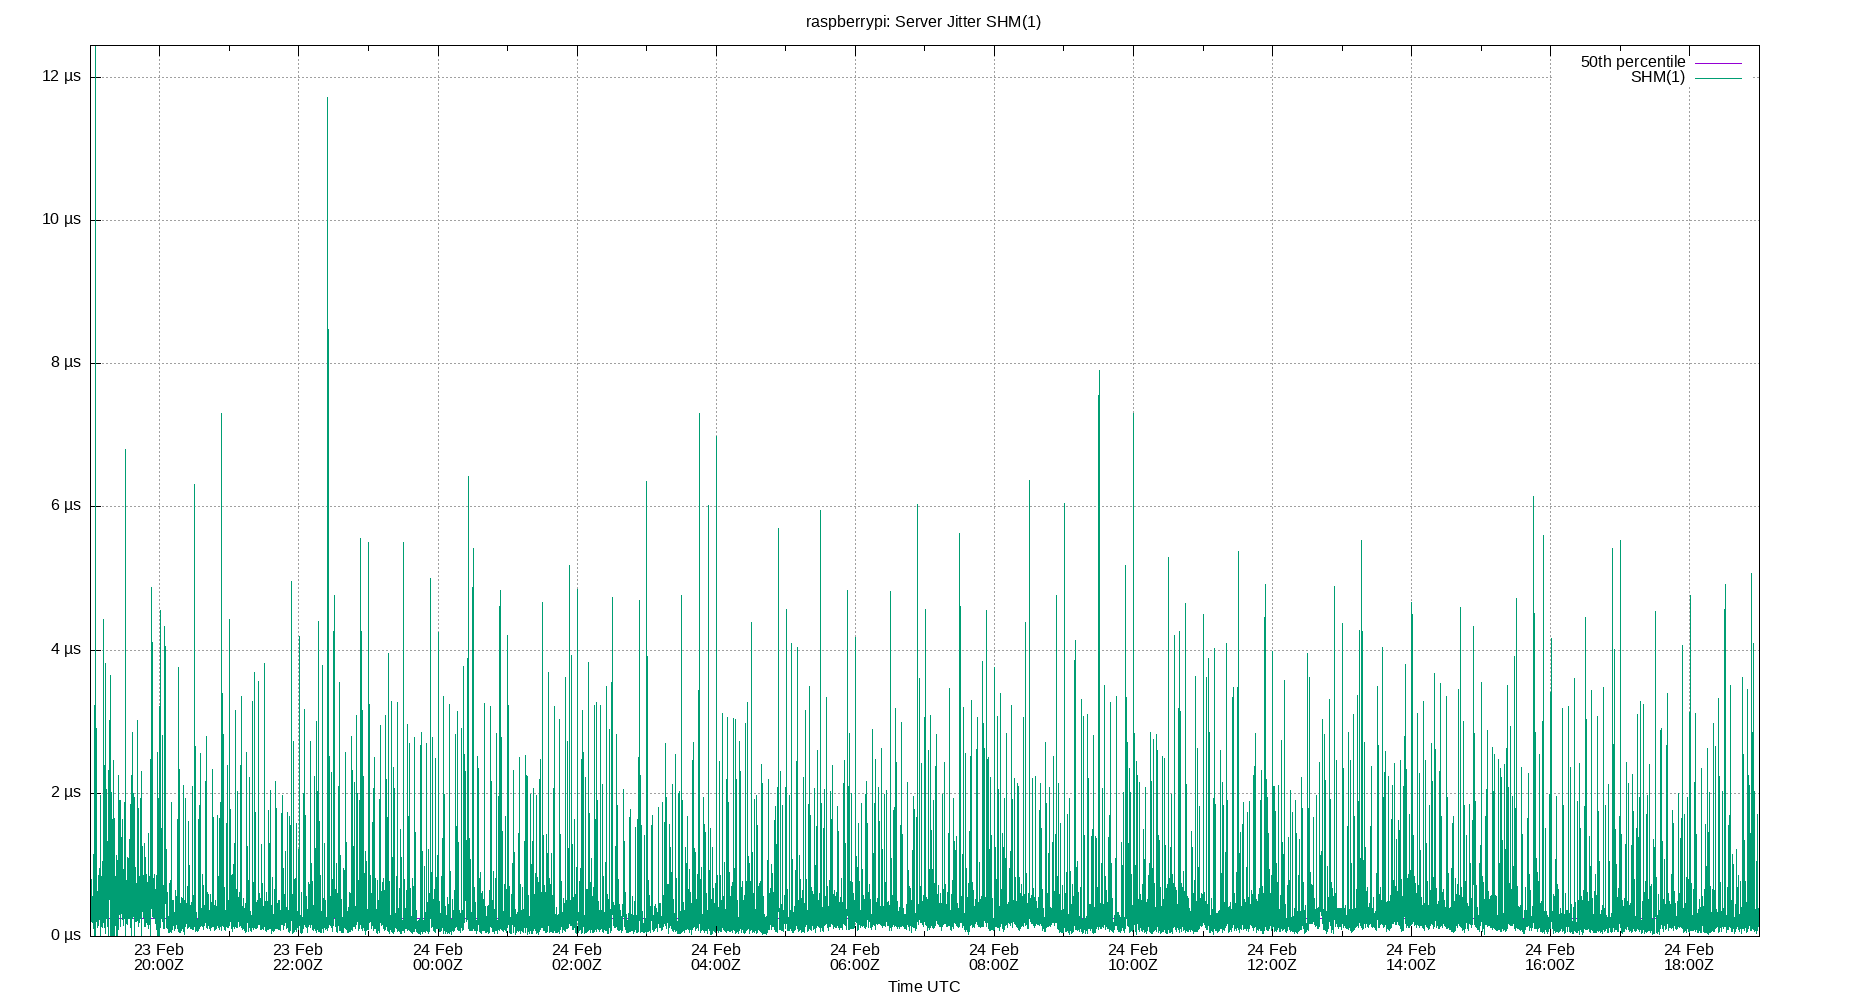 raspberrypi: Server Jitter SHM(1)
50th percentile
SHM(1)
12 µs
10 µs
8 µs
6 µs
4 µs
2 µs
0 µs
23 Feb 23 Feb 24 Feb 24 Feb 24 Feb 24 Feb 24 Feb 24 Feb 24 Feb 24 Feb 24 Feb 24 Feb
20:00Z 22:00Z 00:00Z 02:00Z 04:00Z 06:00Z 08:00Z 10:00Z 12:00Z 14:00Z 16:00Z 18:00Z
Time UTC